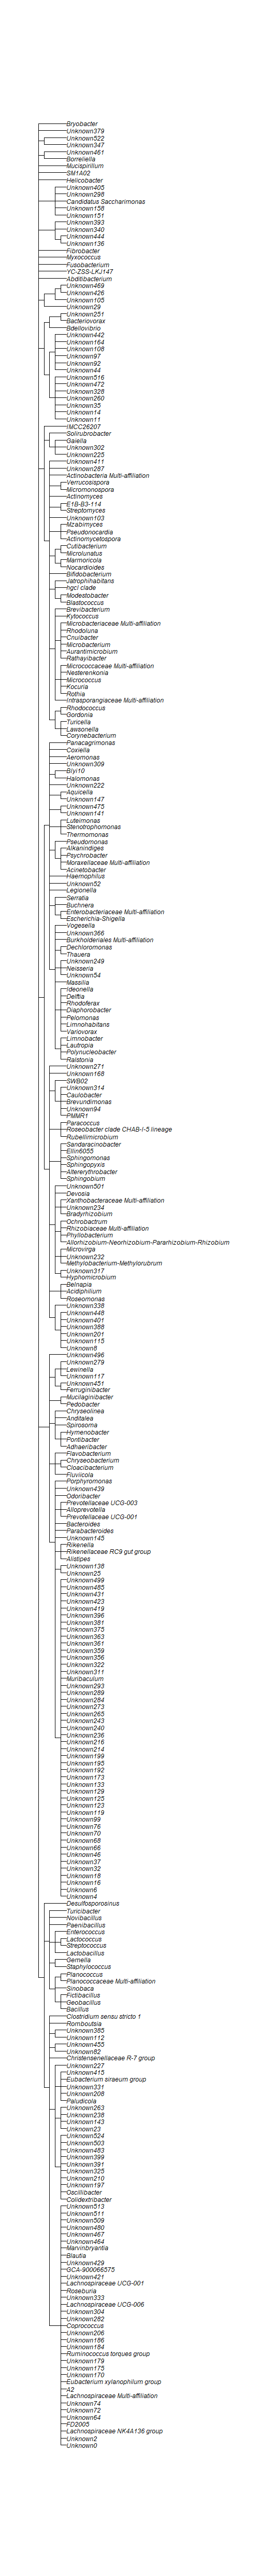 Bryobacter
Unknown379
Unknown522
Unknown347
Unknown461
Borreliella
Mucispirillum
SM1A02
Helicobacter
Unknown405
Unknown298
Candidatus Saccharimonas
Unknown158
Unknown151
Unknown393
Unknown340
Unknown444
Unknown136
Fibrobacter
Myxococcus
Fusobacterium
YC-ZSS-LKJ147
Abditibacterium
Unknown469
Unknown426
Unknown105
Unknown29
Unknown251
Bacteriovorax
Bdellovibrio
Unknown442
Unknown164
Unknown108
Unknown97
Unknown92
Unknown44
Unknown516
Unknown472
Unknown328
Unknown260
Unknown35
Unknown14
Unknown11
IMCC26207
Solirubrobacter
Gaiella
Unknown302
Unknown225
Unknown411
Unknown287
Actinobacteria Multi-affiliation
Verrucosispora
Micromonospora
Actinomyces
E1B-B3-114
Streptomyces
Unknown103
Mzabimyces
Pseudonocardia
Actinomycetospora
Cutibacterium
Microlunatus
Marmoricola
Nocardioides
Bifidobacterium
Jatrophihabitans
hgcI clade
Modestobacter
Blastococcus
Brevibacterium
Kytococcus
Microbacteriaceae Multi-affiliation
Rhodoluna
Cnuibacter
Microbacterium
Aurantimicrobium
Rathayibacter
Micrococcaceae Multi-affiliation
Nesterenkonia
Micrococcus
Kocuria
Rothia
Intrasporangiaceae Multi-affiliation
Rhodococcus
Gordonia
Turicella
Lawsonella
Corynebacterium
Panacagrimonas
Coxiella
Aeromonas
Unknown309
B1yi10
Halomonas
Unknown222
Aquicella
Unknown147
Unknown475
Unknown141
Luteimonas
Stenotrophomonas
Thermomonas
Pseudomonas
Alkanindiges
Psychrobacter
Moraxellaceae Multi-affiliation
Acinetobacter
Haemophilus
Unknown52
Legionella
Serratia
Buchnera
Enterobacteriaceae Multi-affiliation
Escherichia-Shigella
Vogesella
Unknown366
Burkholderiales Multi-affiliation
Dechloromonas
Thauera
Unknown249
Neisseria
Unknown54
Massilia
Ideonella
Delftia
Rhodoferax
Diaphorobacter
Pelomonas
Limnohabitans
Variovorax
Limnobacter
Lautropia
Polynucleobacter
Ralstonia
Unknown271
Unknown168
SWB02
Unknown314
Caulobacter
Brevundimonas
Unknown94
PMMR1
Paracoccus
Roseobacter clade CHAB-I-5 lineage
Rubellimicrobium
Sandaracinobacter
Ellin6055
Sphingomonas
Sphingopyxis
Altererythrobacter
Sphingobium
Unknown501
Devosia
Xanthobacteraceae Multi-affiliation
Unknown234
Bradyrhizobium
Ochrobactrum
Rhizobiaceae Multi-affiliation
Phyllobacterium
Allorhizobium-Neorhizobium-Pararhizobium-Rhizobium
Microvirga
Unknown232
Methylobacterium-Methylorubrum
Unknown317
Hyphomicrobium
Belnapia
Acidiphilium
Roseomonas
Unknown338
Unknown448
Unknown401
Unknown388
Unknown201
Unknown115
Unknown8
Unknown496
Unknown279
Lewinella
Unknown117
Unknown451
Ferruginibacter
Mucilaginibacter
Pedobacter
Chryseolinea
Anditalea
Spirosoma
Hymenobacter
Pontibacter
Adhaeribacter
Flavobacterium
Chryseobacterium
Cloacibacterium
Fluviicola
Porphyromonas
Unknown439
Odoribacter
Prevotellaceae UCG-003
Alloprevotella
Prevotellaceae UCG-001
Bacteroides
Parabacteroides
Unknown145
Rikenella
Rikenellaceae RC9 gut group
Alistipes
Unknown138
Unknown25
Unknown499
Unknown485
Unknown431
Unknown423
Unknown419
Unknown396
Unknown381
Unknown375
Unknown363
Unknown361
Unknown359
Unknown356
Unknown322
Unknown311
Muribaculum
Unknown293
Unknown289
Unknown284
Unknown273
Unknown265
Unknown243
Unknown240
Unknown236
Unknown216
Unknown214
Unknown199
Unknown195
Unknown192
Unknown173
Unknown133
Unknown129
Unknown125
Unknown123
Unknown119
Unknown99
Unknown76
Unknown70
Unknown68
Unknown66
Unknown46
Unknown37
Unknown32
Unknown18
Unknown16
Unknown6
Unknown4
Desulfosporosinus
Turicibacter
Novibacillus
Paenibacillus
Enterococcus
Lactococcus
Streptococcus
Lactobacillus
Gemella
Staphylococcus
Planococcus
Planococcaceae Multi-affiliation
Sinobaca
Fictibacillus
Geobacillus
Bacillus
Clostridium sensu stricto 1
Romboutsia
Unknown385
Unknown112
Unknown455
Unknown82
Christensenellaceae R-7 group
Unknown227
Unknown415
Eubacterium siraeum group
Unknown331
Unknown208
Paludicola
Unknown263
Unknown238
Unknown143
Unknown23
Unknown524
Unknown503
Unknown483
Unknown399
Unknown391
Unknown325
Unknown210
Unknown197
Oscillibacter
Colidextribacter
Unknown513
Unknown511
Unknown509
Unknown480
Unknown467
Unknown464
Marvinbryantia
Blautia
Unknown429
GCA-900066575
Unknown421
Lachnospiraceae UCG-001
Roseburia
Unknown333
Lachnospiraceae UCG-006
Unknown304
Unknown282
Coprococcus
Unknown206
Unknown186
Unknown184
Ruminococcus torques group
Unknown179
Unknown175
Unknown170
Eubacterium xylanophilum group
A2
Lachnospiraceae Multi-affiliation
Unknown74
Unknown72
Unknown64
FD2005
Lachnospiraceae NK4A136 group
Unknown2
Unknown0